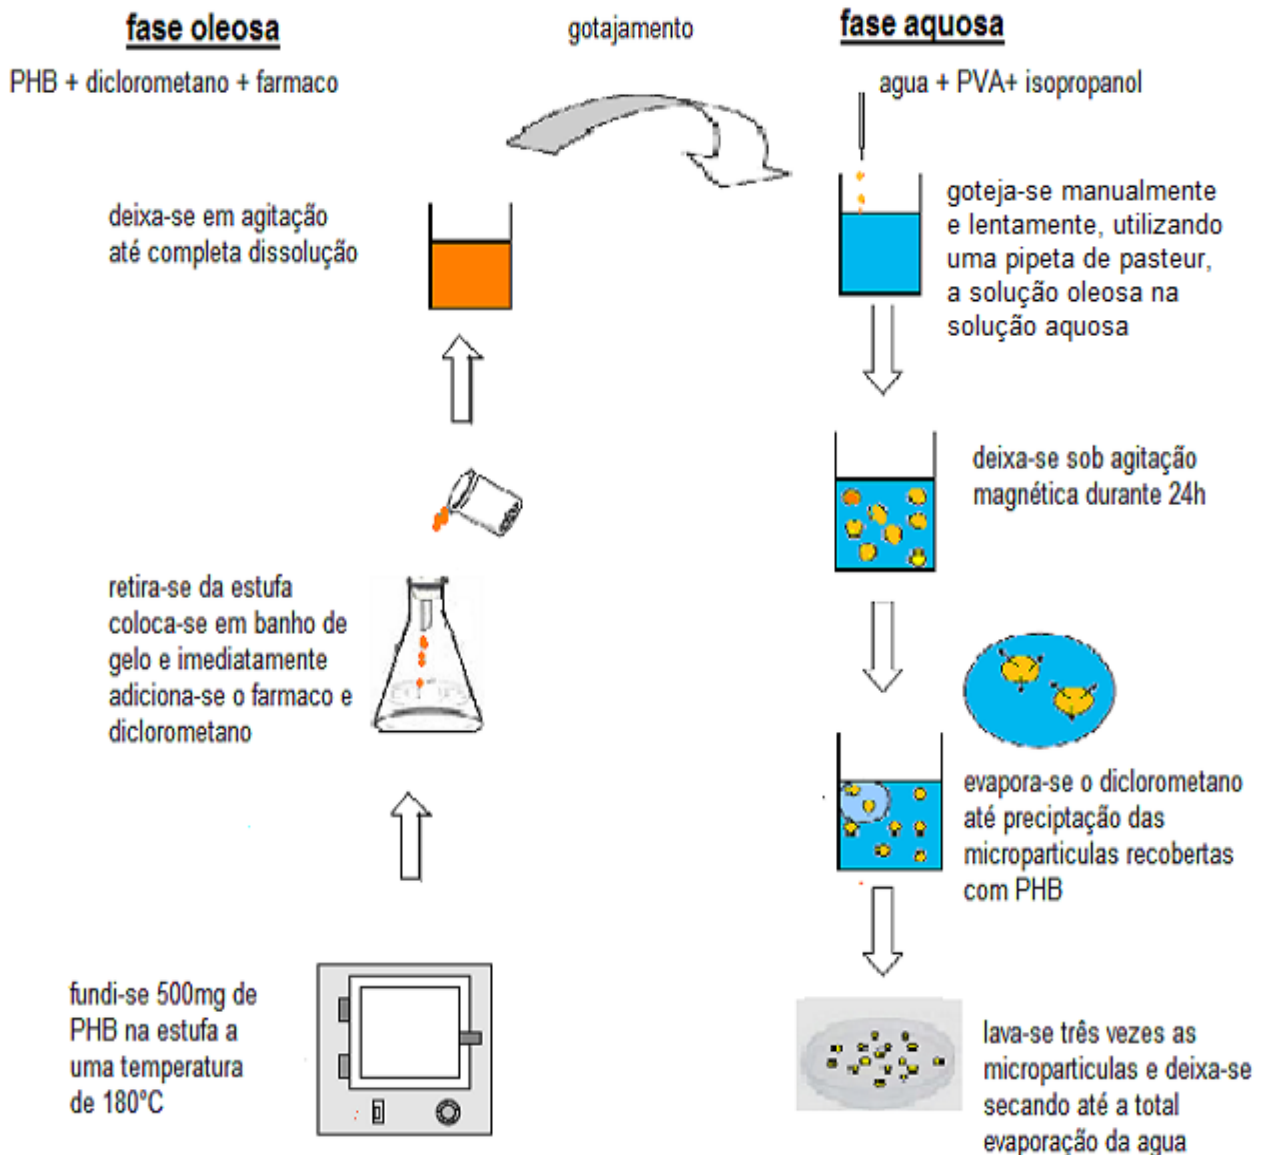 fase oleosa
gotajamento
fase aquosa
PHB + diclorometano + farmaco
agua + PVA+ isopropanol
deixa-se em agitação
até completa dissolução
goteja-se manualmente
e lentamente, utilizando
uma pipeta de pasteur,
a solução oleosa na
solução aquosa
deixa-se sob agitação
magnética durante 24h
retira-se da estufa
coloca-se em banho de
gelo e imediatamente
adiciona-se o farmaco e
diclorometano
evapora-se o diclorometano
até preciptação das
microparticulas recobertas
com PHB
fundi-se 500mg de
PHB na estufa a
uma temperatura
de 180°C
lava-se três vezes as
microparticulas e deixa-se
secando até a total
evaporação da agua